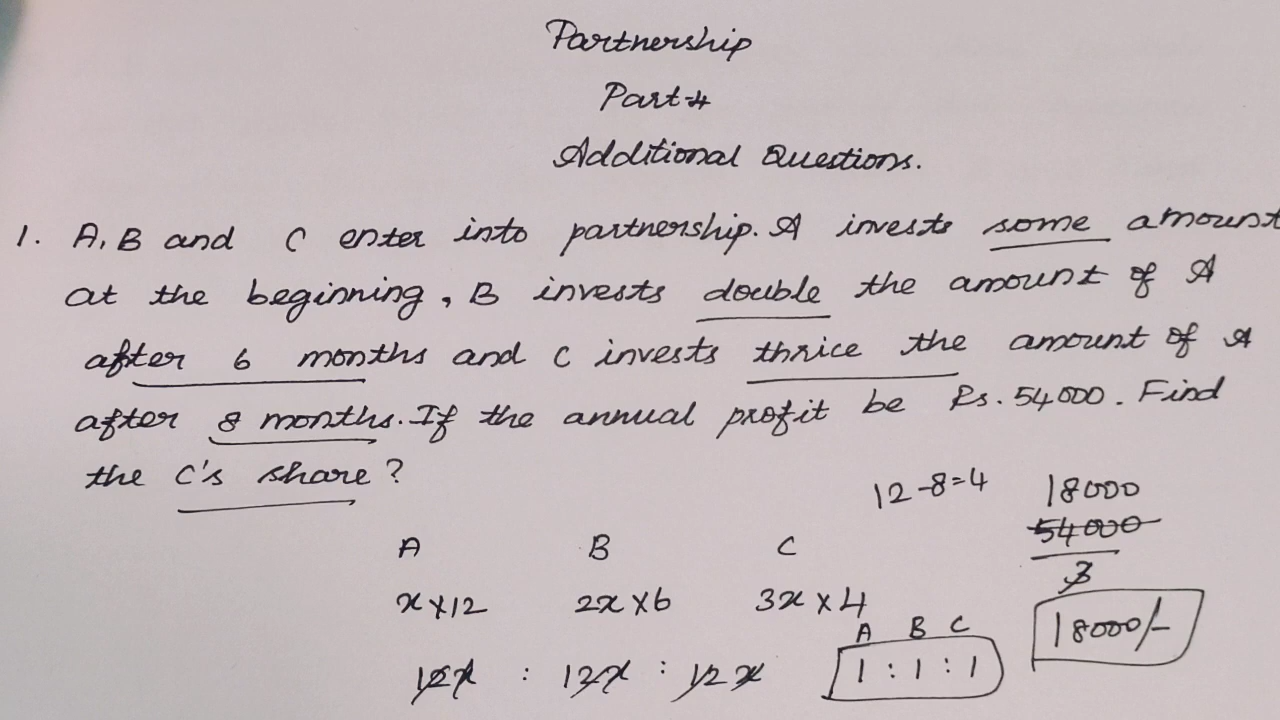 Partnership
Part-4
Additional Questions.
1. A, B and C enter into partnership. A invests some amount
at the beginning, B invests double the amount of A
after 6 months and C invests thrice the amount of A
after 8 months. If the annual profit be Rs. 54000. Find
the C's share?
12-8=4
18000
54000
3
A B C
x×12 2x×6 3x×4
18000/-
A B C
12x : 12x : 12x
1 : 1 : 1